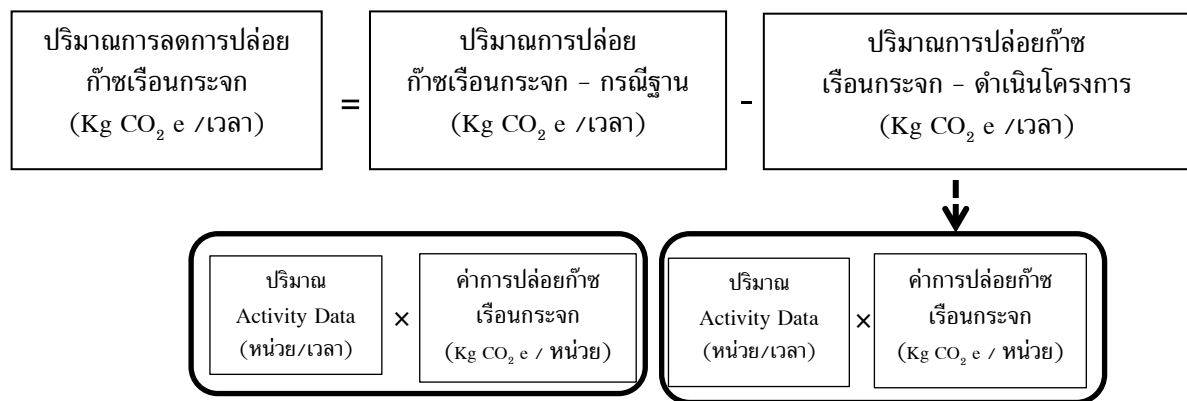 ปริมาณการลดการปล่อย
ก๊าซเรือนกระจก
(Kg CO₂ e /เวลา)
=
ปริมาณการปล่อย
ก๊าซเรือนกระจก – กรณีฐาน
(Kg CO₂ e /เวลา)
-
ปริมาณการปล่อยก๊าซ
เรือนกระจก – ดำเนินโครงการ
(Kg CO₂ e /เวลา)
ปริมาณ
Activity Data
(หน่วย/เวลา)
×
ค่าการปล่อยก๊าซ
เรือนกระจก
(Kg CO₂ e / หน่วย)
ปริมาณ
Activity Data
(หน่วย/เวลา)
×
ค่าการปล่อยก๊าซ
เรือนกระจก
(Kg CO₂ e / หน่วย)